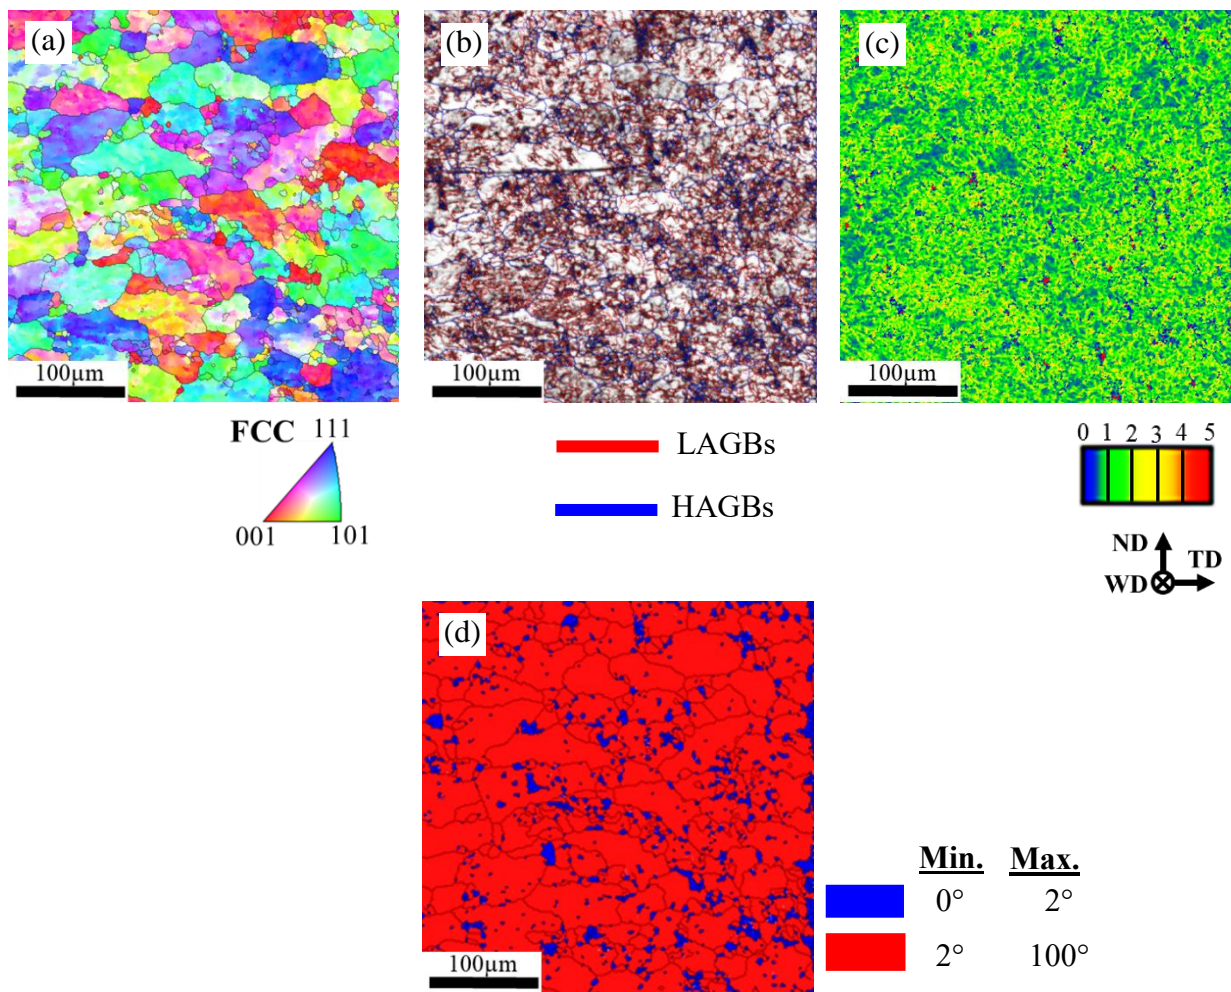 (a)
(b)
(c)
100µm
100µm
100µm
FCC 111
001
101
LAGBs
HAGBs
0 1 2 3 4 5
ND
TD
WD
(d)
100µm
Min. Max.
0° 2°
2° 100°